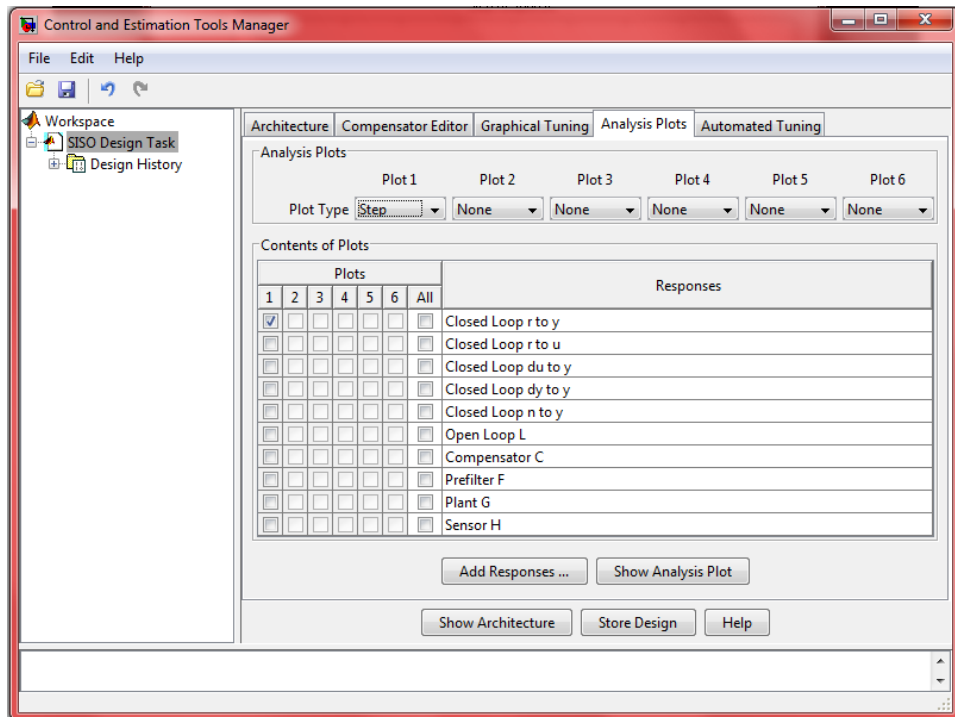 Control and Estimation Tools Manager
File Edit Help
Workspace
SISO Design Task
Design History
Architecture Compensator Editor Graphical Tuning Analysis Plots Automated Tuning
Analysis Plots
Plot 1 Plot 2 Plot 3 Plot 4 Plot 5 Plot 6
Plot Type Step None None None None None
Contents of Plots
Plots Responses
1 2 3 4 5 6 All
Closed Loop r to y
Closed Loop r to u
Closed Loop du to y
Closed Loop dy to y
Closed Loop n to y
Open Loop L
Compensator C
Prefilter F
Plant G
Sensor H
Add Responses ... Show Analysis Plot
Show Architecture Store Design Help